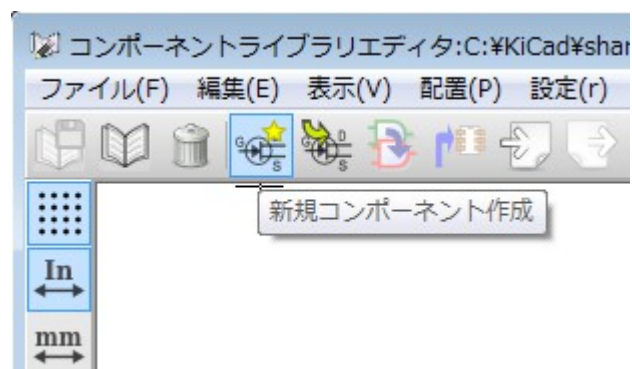 コンポーネントライブラリエディタ:C:¥KiCad¥shar
ファイル(F) 編集(E) 表示(V) 配置(P) 設定(r)
G S G D S
新規コンポーネント作成
In
mm